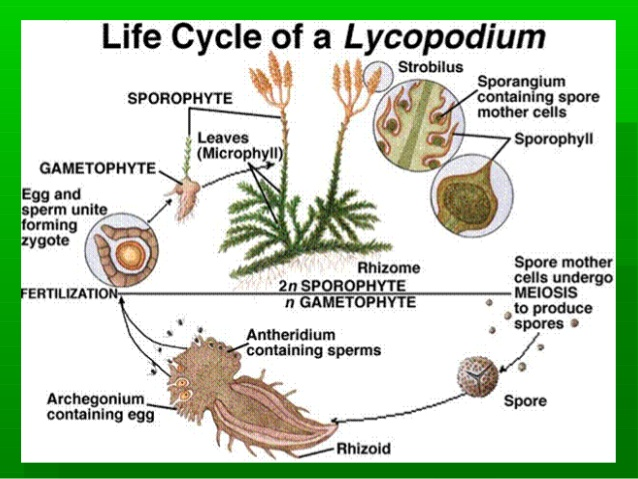 Life Cycle of a Lycopodium
Strobilus
Sporangium
containing spore
mother cells
Sporophyll
SPOROPHYTE
Leaves
(Microphyll)
GAMETOPHYTE
Egg and
sperm unite
forming
zygote
Rhizome
2n SPOROPHYTE
n GAMETOPHYTE
FERTILIZATION
Spore mother
cells undergo
MEIOSIS
to produce
spores
Antheridium
containing sperms
Archegonium
containing egg
Spore
Rhizoid